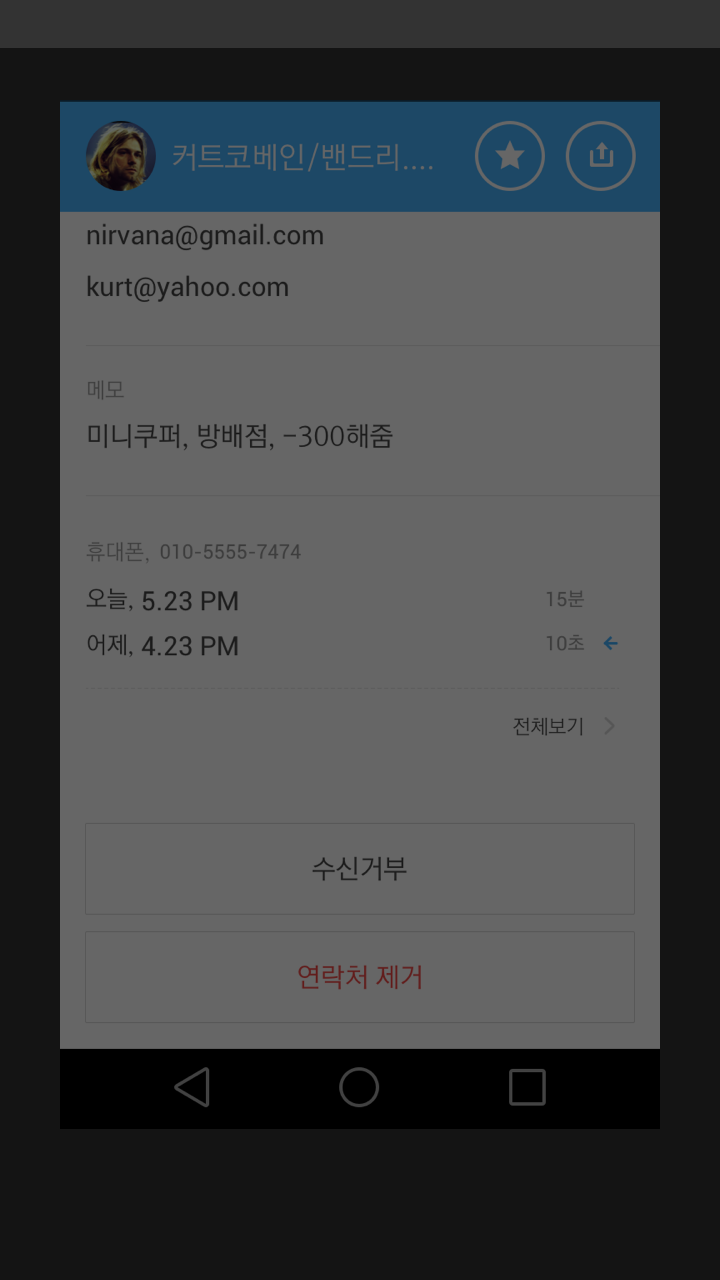 커트코베인/밴드리....
nirvana@gmail.com
kurt@yahoo.com
메모
미니쿠퍼, 방배점, -300해줌
휴대폰, 010-5555-7474
오늘, 5.23 PM 15분
어제, 4.23 PM 10초
전체보기
수신거부
연락처 제거